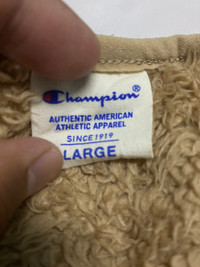 Champion
AUTHENTIC AMERICAN
ATHLETIC APPAREL
SINCE 1919
LARGE